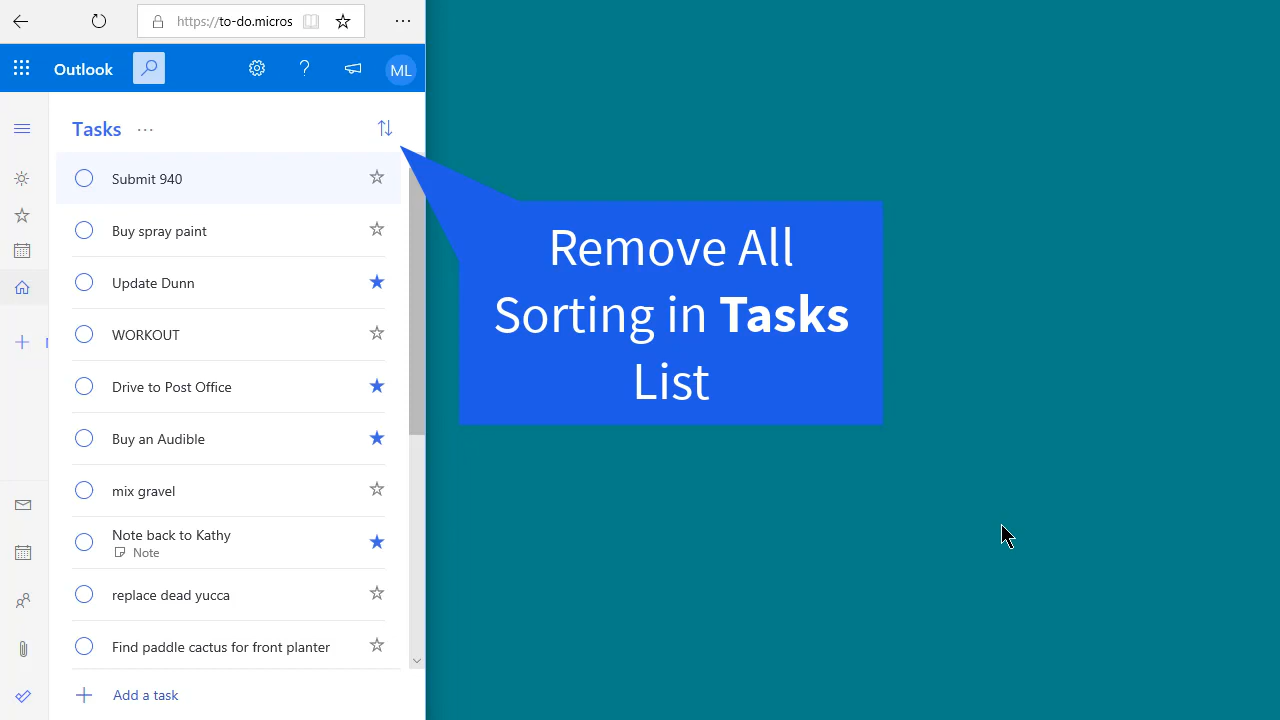 https://to-do.micros
Outlook
ML
Tasks
Submit 940
Buy spray paint
Update Dunn
WORKOUT
Drive to Post Office
Buy an Audible
mix gravel
Note back to Kathy
Note
replace dead yucca
Find paddle cactus for front planter
Add a task
Remove All
Sorting in Tasks
List